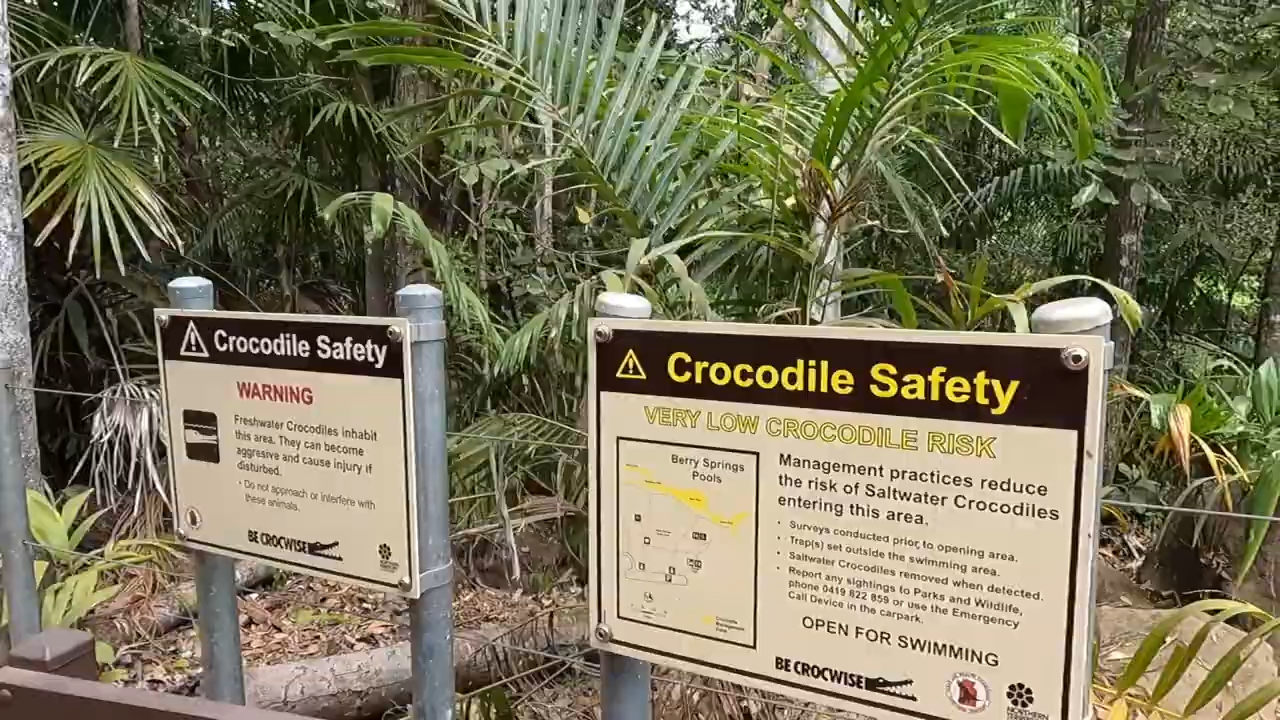 Crocodile Safety
WARNING
Freshwater Crocodiles inhabit
this area. They can become
aggressive and cause injury if
disturbed.
• Do not approach or interfere with
these animals.
BE CROCWISE
Crocodile Safety
VERY LOW CROCODILE RISK
Berry Springs
Pools
Management practices reduce
the risk of Saltwater Crocodiles
entering this area.
• Surveys conducted prior to opening area.
• Trap(s) set outside the swimming area.
• Saltwater Crocodiles removed when detected.
• Report any sightings to Parks and Wildlife,
phone 0419 822 859 or use the Emergency
Call Device in the carpark.
OPEN FOR SWIMMING
BE CROCWISE